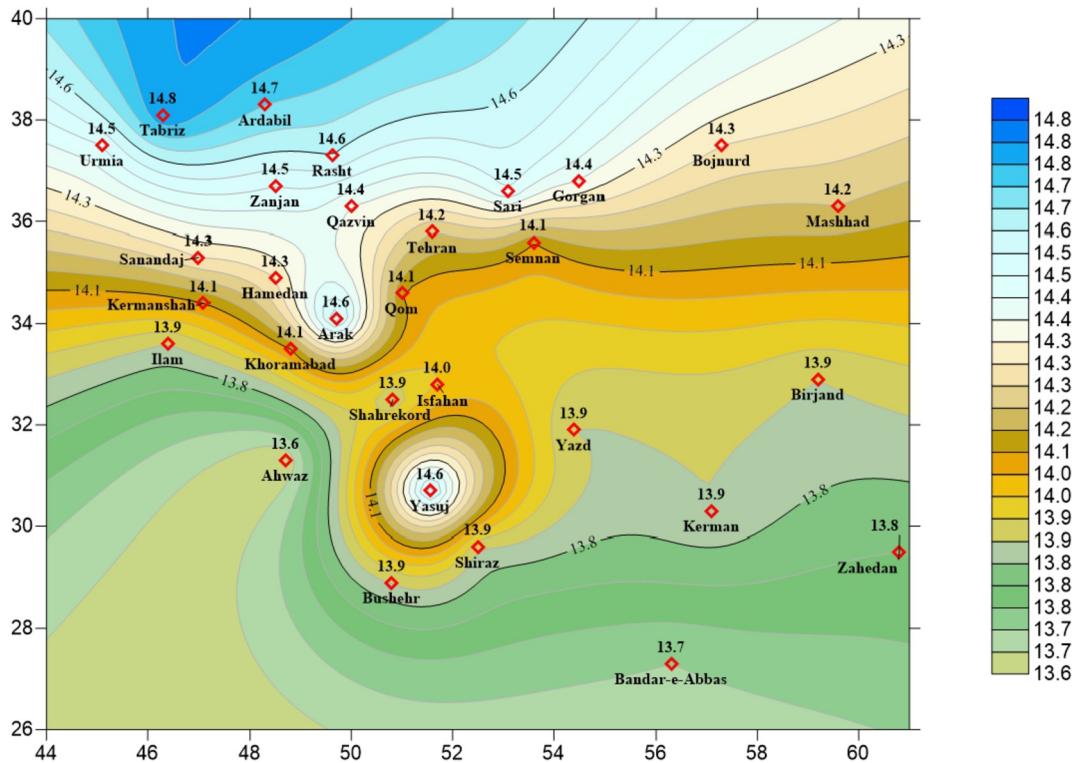 40
38
36
34
32
30
28
26
44
46
48
50
52
54
56
58
60
14.6
14.8
Tabriz
14.7
Ardabil
14.3
14.5
Urmia
14.6
Rasht
14.6
14.3
14.3
Bojnurd
14.5
Zanjan
14.4
Qazvin
14.5
Sari
14.4
Gorgan
14.3
14.2
Mashhad
14.3
Sanandaj
14.2
Tehran
14.1
Semnan
14.3
Hamedan
14.1
Qom
14.1
14.1
14.1
14.1
Kermanshah
14.6
Arak
13.9
Ilam
14.1
Khoramabad
13.8
13.9
Shahrekord
14.0
Isfahan
13.9
Birjand
13.9
Yazd
13.6
Ahwaz
14.6
Yasuj
14.1
13.9
Kerman
13.8
13.9
Shiraz
13.8
13.8
Zahedan
13.9
Bushehr
13.7
Bandar-e-Abbas
14.8
14.8
14.8
14.7
14.7
14.6
14.6
14.5
14.4
14.4
14.3
14.3
14.3
14.2
14.2
14.1
14.0
14.0
13.9
13.9
13.8
13.8
13.8
13.7
13.7
13.6